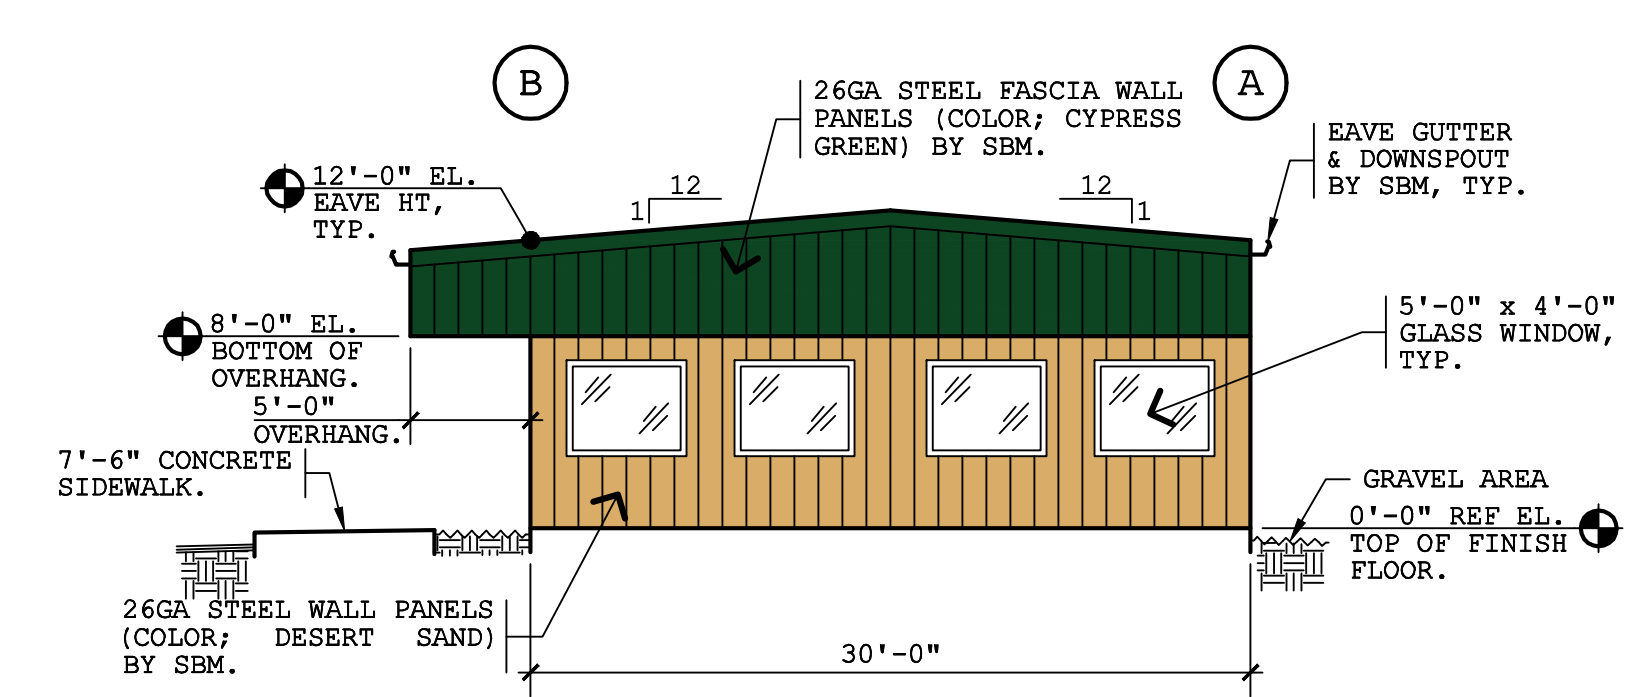 B
A
26GA STEEL FASCIA WALL
PANELS (COLOR; CYPRESS
GREEN) BY SBM.
EAVE GUTTER
& DOWNSPOUT
BY SBM, TYP.
12'-0" EL.
EAVE HT,
TYP.
12
1
12
1
8'-0" EL.
BOTTOM OF
OVERHANG.
5'-0" x 4'-0"
GLASS WINDOW,
TYP.
5'-0"
OVERHANG.
7'-6" CONCRETE
SIDEWALK.
GRAVEL AREA
0'-0" REF EL.
TOP OF FINISH
FLOOR.
26GA STEEL WALL PANELS
(COLOR; DESERT SAND)
BY SBM.
30'-0"